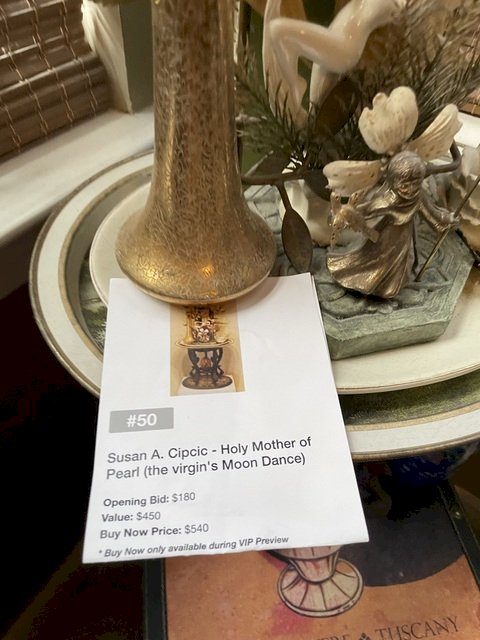 #50
Susan A. Cipcic - Holy Mother of
Pearl (the virgin's Moon Dance)
Opening Bid: $180
Value: $450
Buy Now Price: $540
* Buy Now only available during VIP Preview
TUSCANY